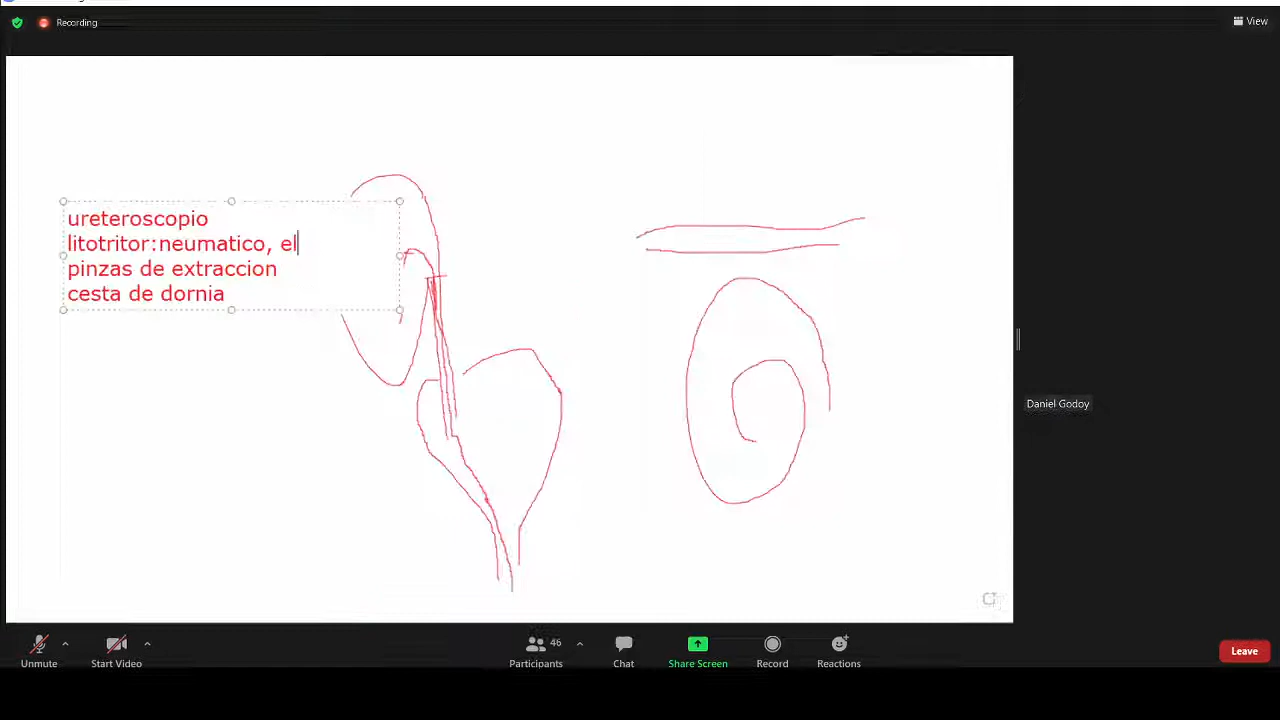 Recording
View
ureteroscopio
litotritor:neumatico, el
pinzas de extraccion
cesta de dornia
Daniel Godoy
Unmute
Start Video
Participants
46
Chat
Share Screen
Record
Reactions
Leave